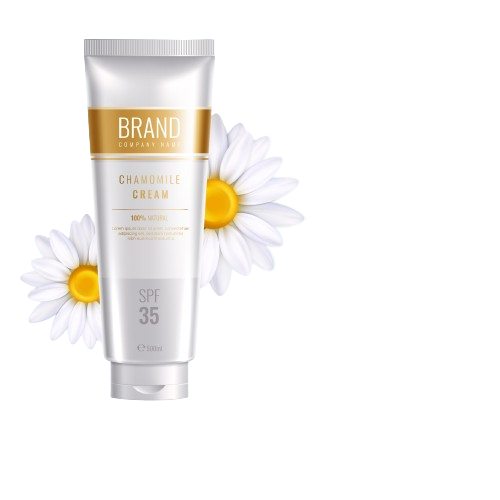 BRAND
COMPANY NAME
CHAMOMILE
CREAM
100% NATURAL
SPF
35
€ 500ml